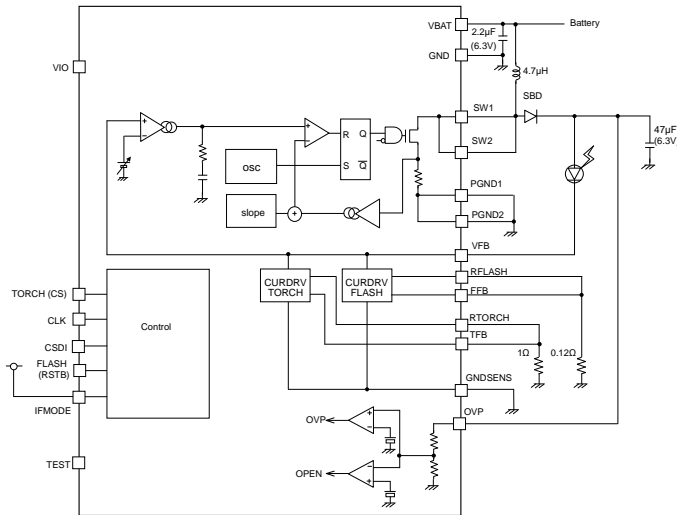 VBAT
Battery
2.2μF
(6.3V)
GND
VIO
4.7μH
SBD
SW1
47μF
(6.3V)
SW2
+
−
+
−
R
Q
S
Q
osc
slope
+
PGND1
PGND2
VFB
CURDRV
TORCH
CURDRV
FLASH
RFLASH
FFB
RTORCH
TFB
1Ω
0.12Ω
TORCH (CS)
CLK
CSDI
FLASH
(RSTB)
IFMODE
Control
GNDSENS
OVP
OVP
+
−
OPEN
−
+
TEST